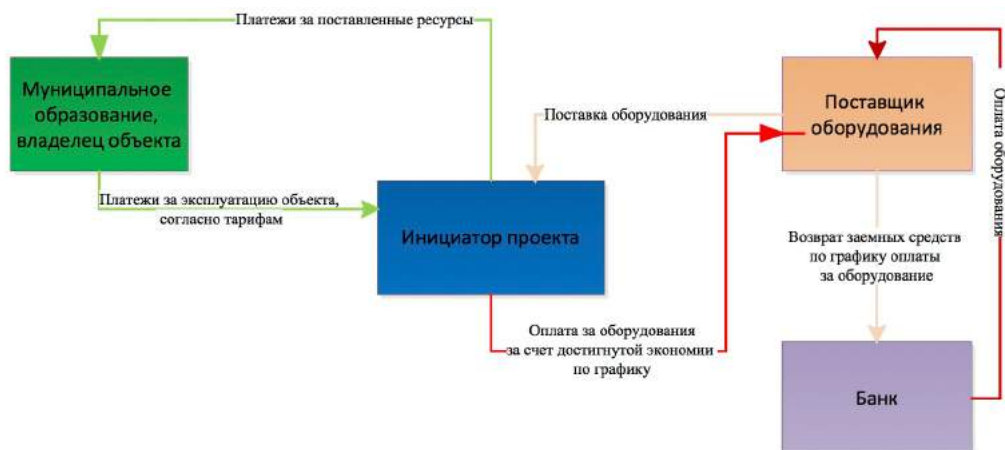 Платежи за поставленные ресурсы
Муниципальное
образование,
владелец объекта
Поставка оборудования
Поставщик
оборудования
Оплата оборудования
Платежи за эксплуатацию объекта,
согласно тарифам
Инициатор проекта
Возврат заемных средств
по графику оплаты
за оборудование
Оплата за оборудования
за счет достигнутой экономии
по графику
Банк